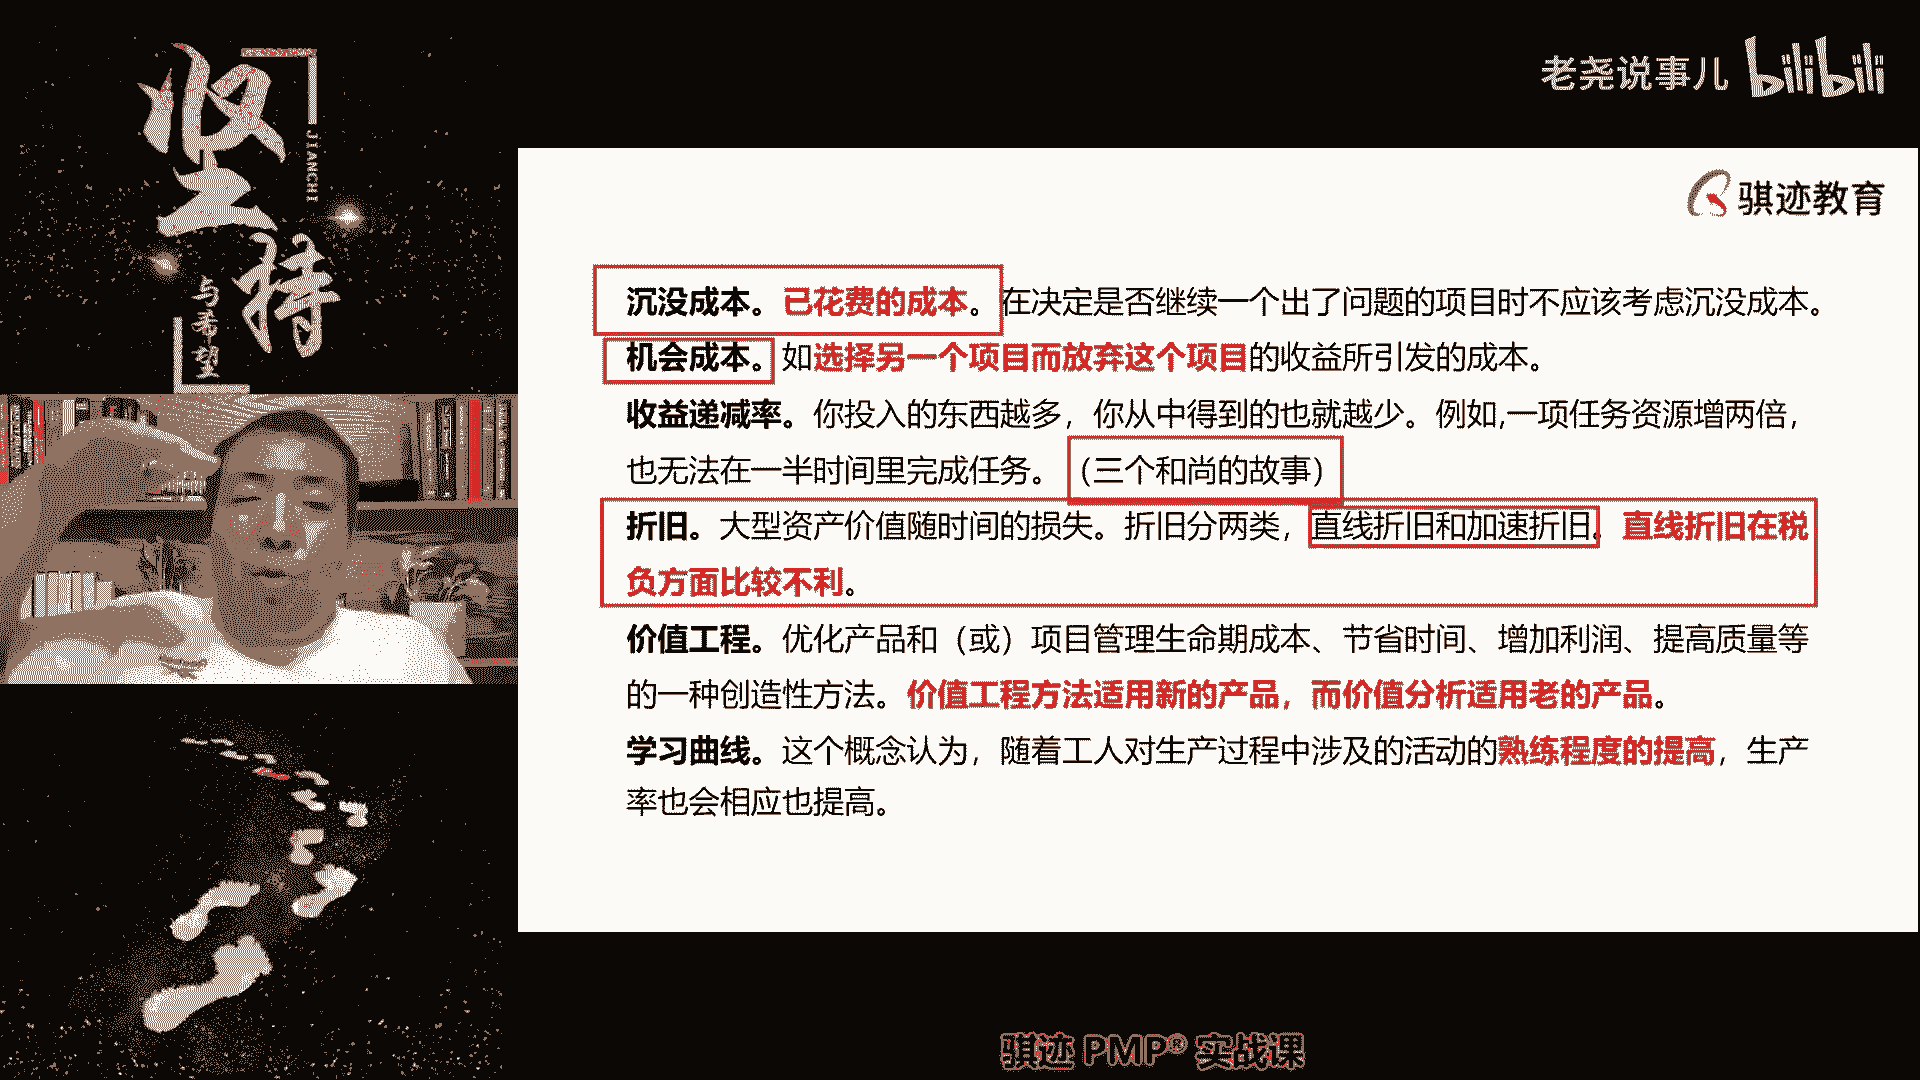 坚持
JIANCHI
与希望
老尧说事儿 bilibili
骐迹教育
沉没成本。已花费的成本。在决定是否继续一个出了问题的项目时不应该考虑沉没成本。
机会成本。如选择另一个项目而放弃这个项目的收益所引发的成本。
收益递减率。你投入的东西越多，你从中得到的也就越少。例如,一项任务资源增两倍，
也无法在一半时间里完成任务。（三个和尚的故事）
折旧。大型资产价值随时间的损失。折旧分两类，直线折旧和加速折旧。直线折旧在税
负方面比较不利。
价值工程。优化产品和（或）项目管理生命期成本、节省时间、增加利润、提高质量等
的一种创造性方法。价值工程方法适用新的产品，而价值分析适用老的产品。
学习曲线。这个概念认为，随着工人对生产过程中涉及的活动的熟练程度的提高，生产
率也会相应也提高。
骐迹 PMP® 实战课